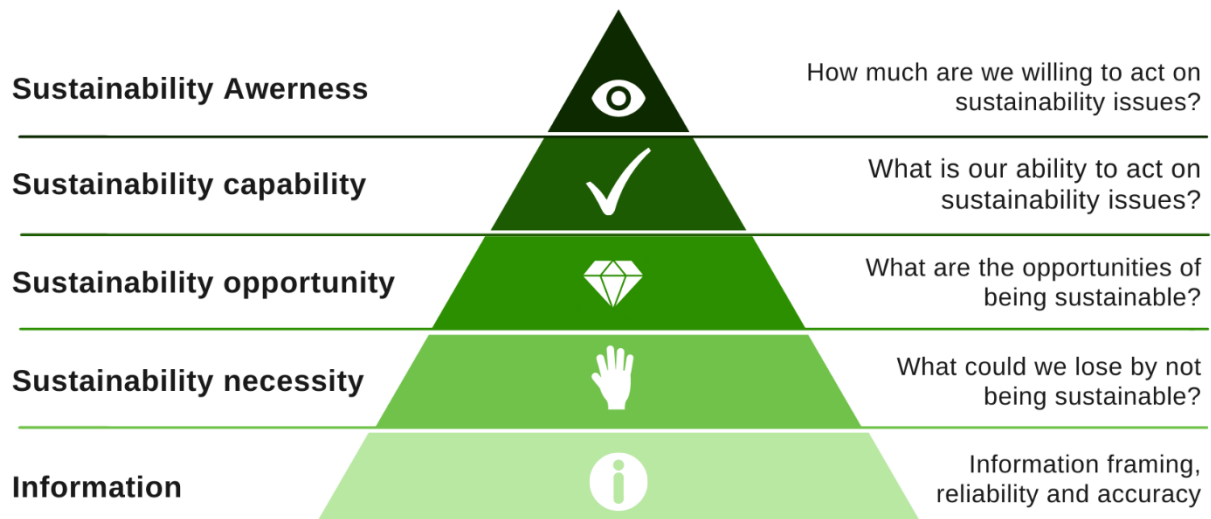 Sustainability Awerness
How much are we willing to act on
sustainability issues?
Sustainability capability
What is our ability to act on
sustainability issues?
Sustainability opportunity
What are the opportunities of
being sustainable?
Sustainability necessity
What could we lose by not
being sustainable?
Information
Information framing,
reliability and accuracy